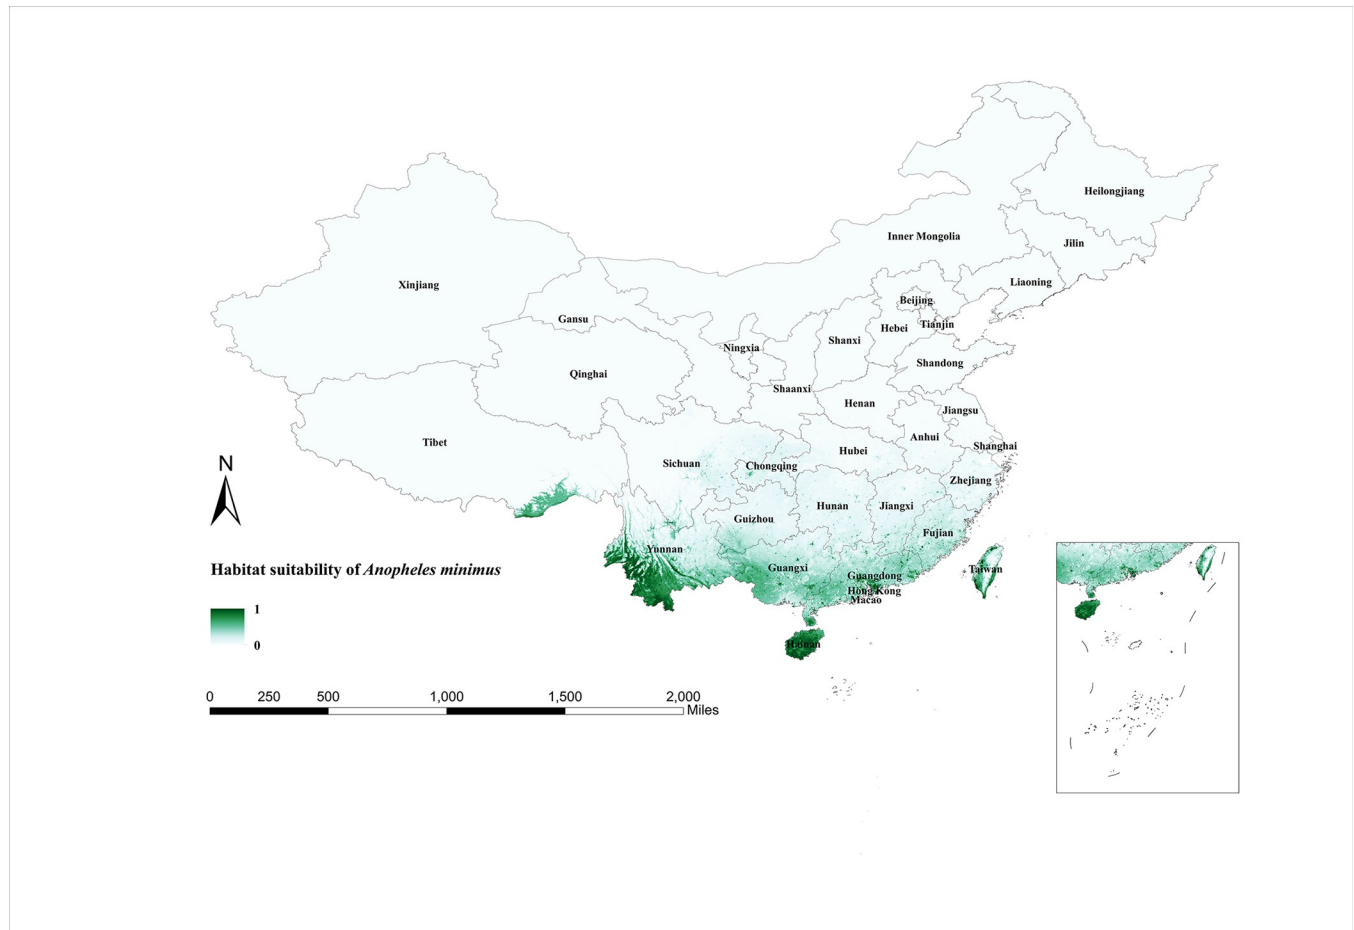 Heilongjiang
Inner Mongolia
Jilin
Xinjiang
Liaoning
Beijing
Gansu
Tianjin
Hebei
Shanxi
Ningxia
Shandong
Qinghai
Shaanxi
Henan
Jiangsu
Anhui
Tibet
Shanghai
Hubei
Sichuan
Chongqing
N
Zhejiang
Hunan
Jiangxi
Guizhou
Fujian
Yunnan
Guangxi
Taiwan
Habitat suitability of Anopheles minimus
Guangdong
Hong Kong
Macao
1
0
Hainan
0 250 500 1,000 1,500 2,000
Miles